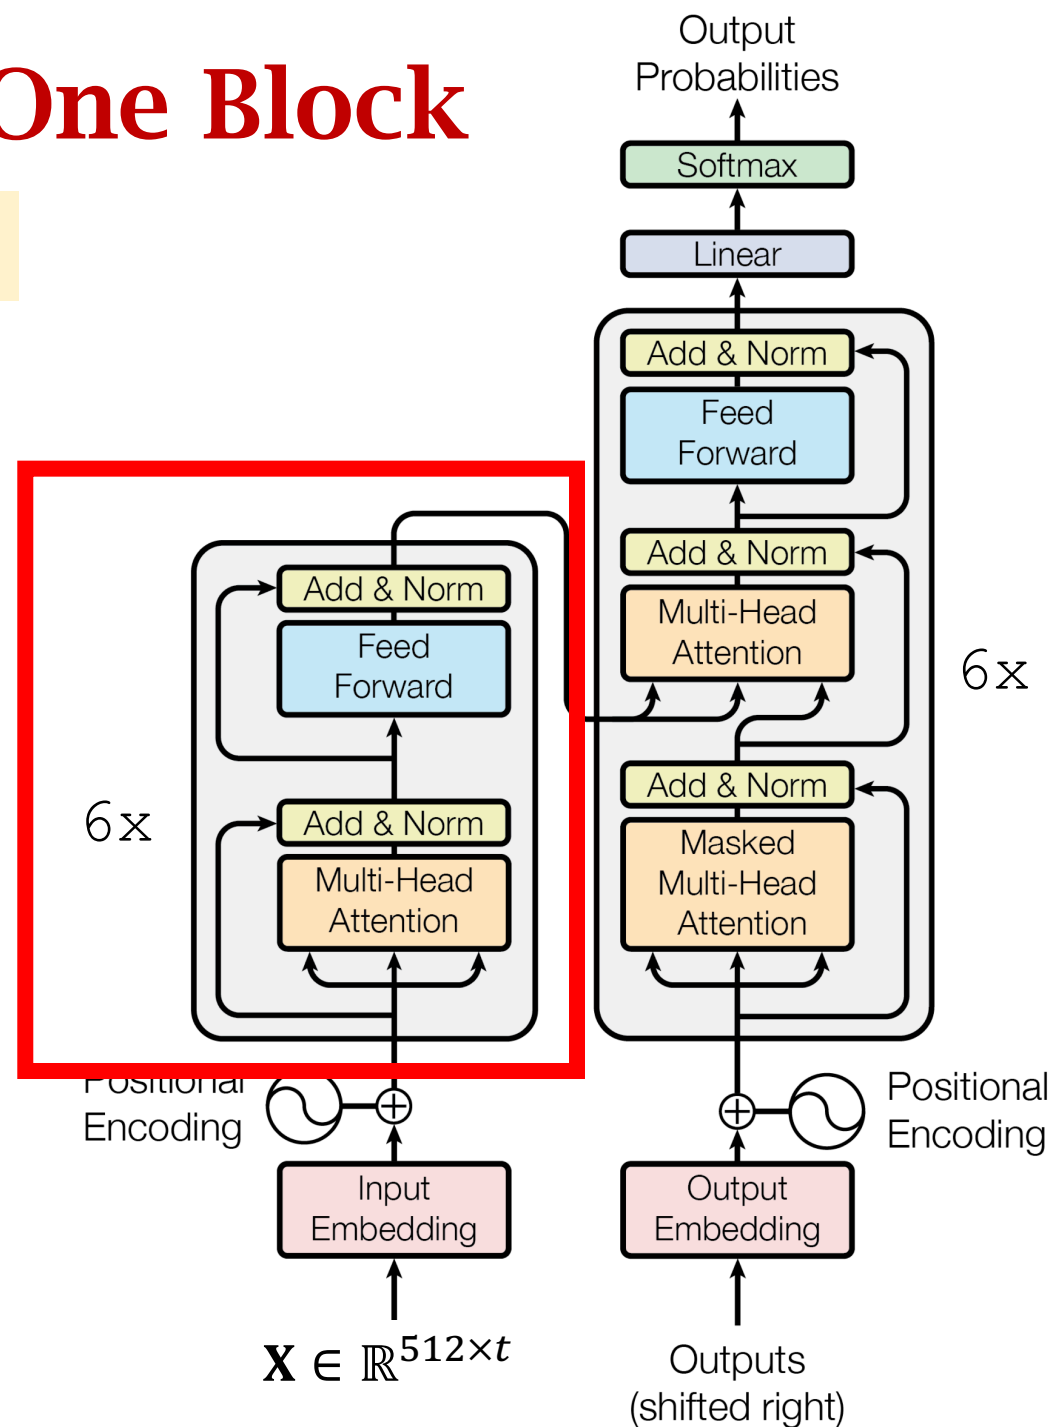 One Block
Output
Probabilities
Softmax
Linear
Add & Norm
Feed
Forward
Add & Norm
Multi-Head
Attention
6x
Add & Norm
Masked
Multi-Head
Attention
Add & Norm
Feed
Forward
6x
Add & Norm
Multi-Head
Attention
Positional
Encoding
Positional
Encoding
Input
Embedding
Output
Embedding
𝐗 ∈ ℝ^{512×t}
Outputs
(shifted right)